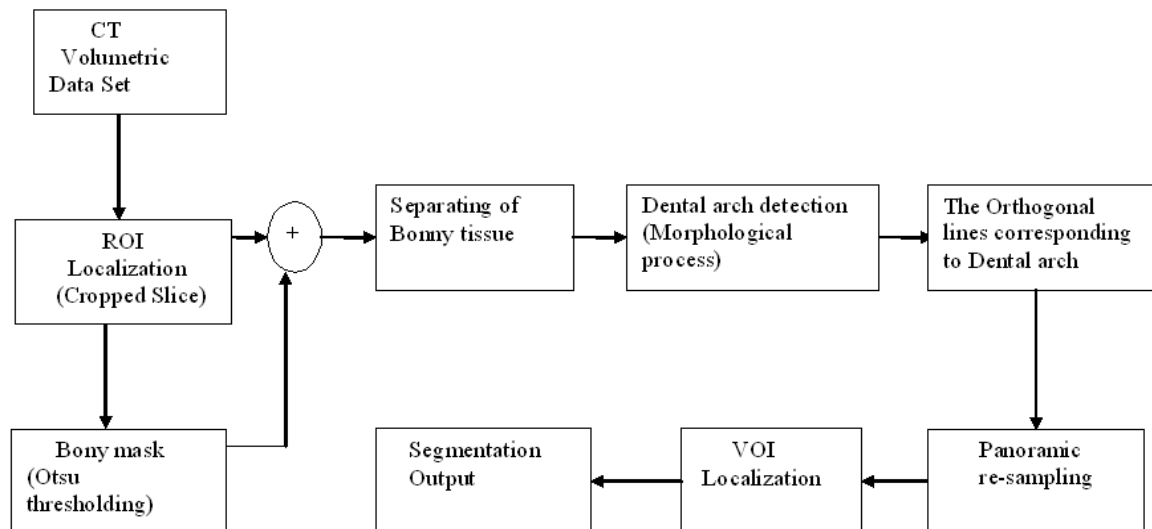 CT
Volumetric
Data Set
ROI
Localization
(Cropped Slice)
+
Separating of
Bonny tissue
Dental arch detection
(Morphological
process)
The Orthogonal
lines corresponding
to Dental arch
Bony mask
(Otsu
thresholding)
Segmentation
Output
VOI
Localization
Panoramic
re-sampling